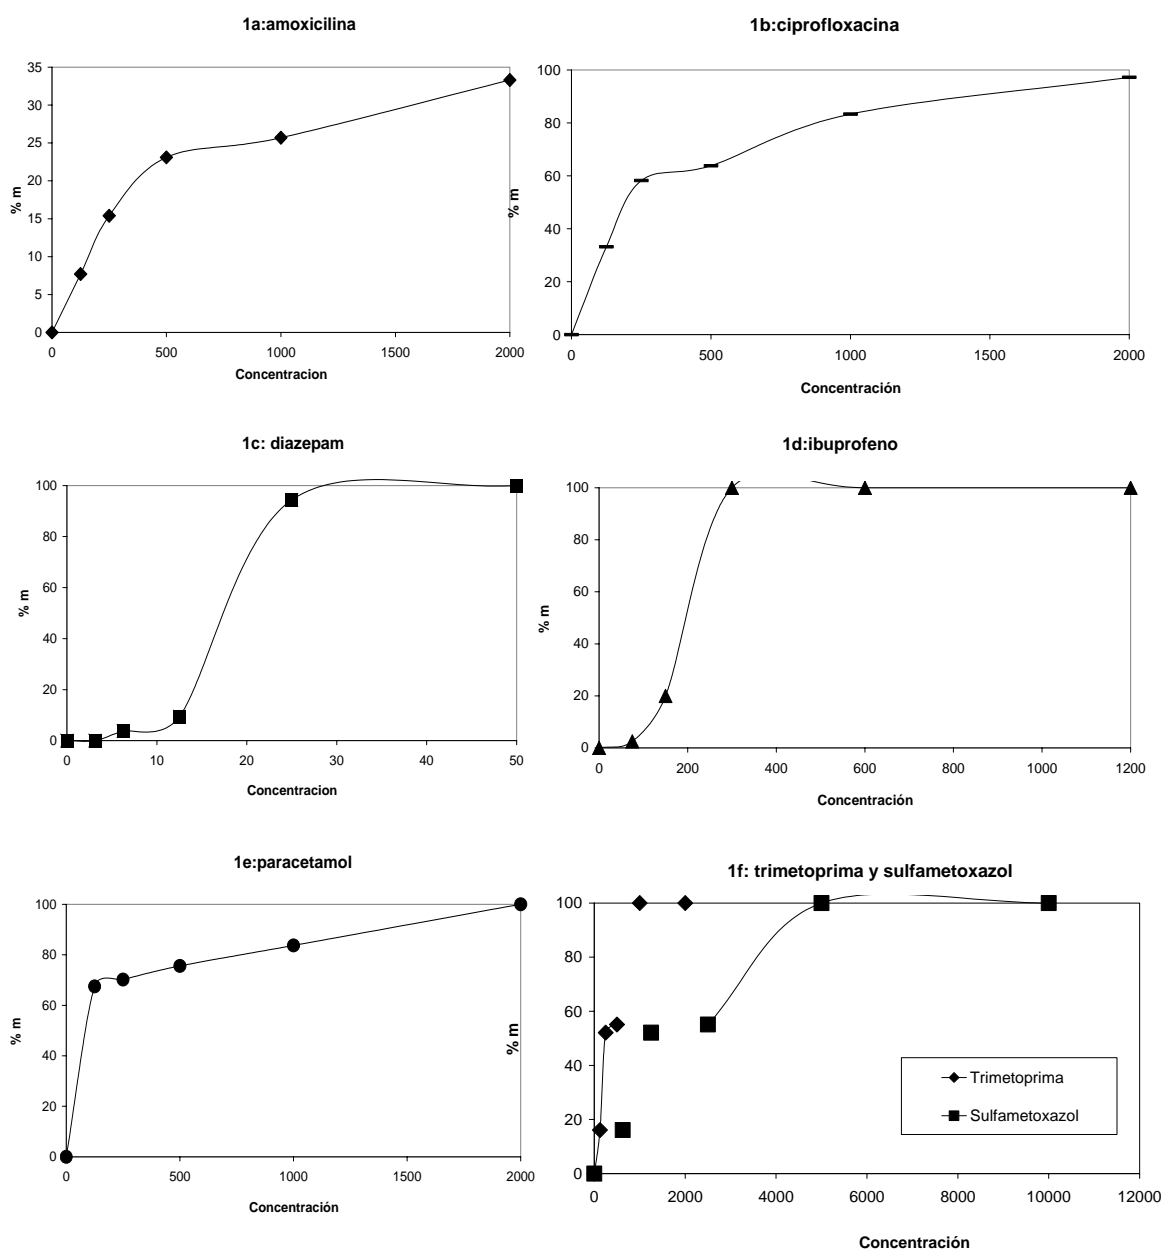 1a:amoxicilina
35
30
25
20
15
10
5
0
% m
0 500 1000 1500 2000
Concentracion
1b:ciprofloxacina
100
80
60
40
20
0
% m
0 500 1000 1500 2000
Concentración
1c: diazepam
100
80
60
40
20
0
% m
0 10 20 30 40 50
Concentracion
1d:ibuprofeno
100
80
60
40
20
0
% m
0 200 400 600 800 1000 1200
Concentración
1e:paracetamol
100
80
60
40
20
0
% m
0 500 1000 2000
Concentración
1f: trimetoprima y sulfametoxazol
100
80
60
40
20
0
% m
Trimetoprima
Sulfametoxazol
0 2000 4000 6000 8000 10000 12000
Concentración